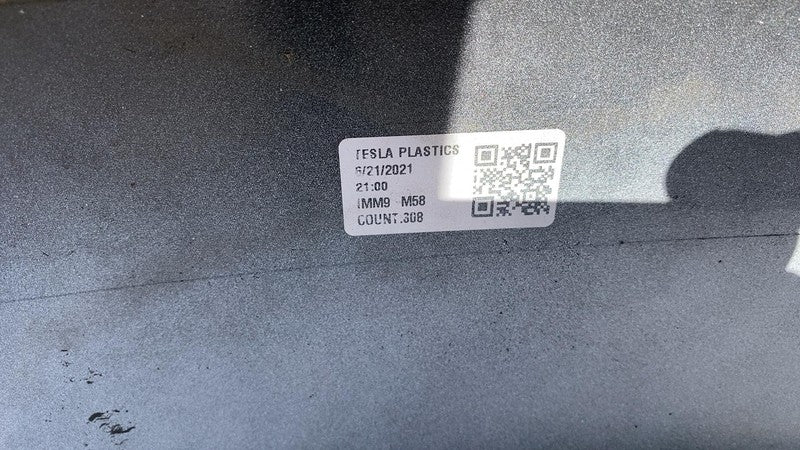 TESLA PLASTICS
6/21/2021
21:00
IMM9 M58
COUNT:308